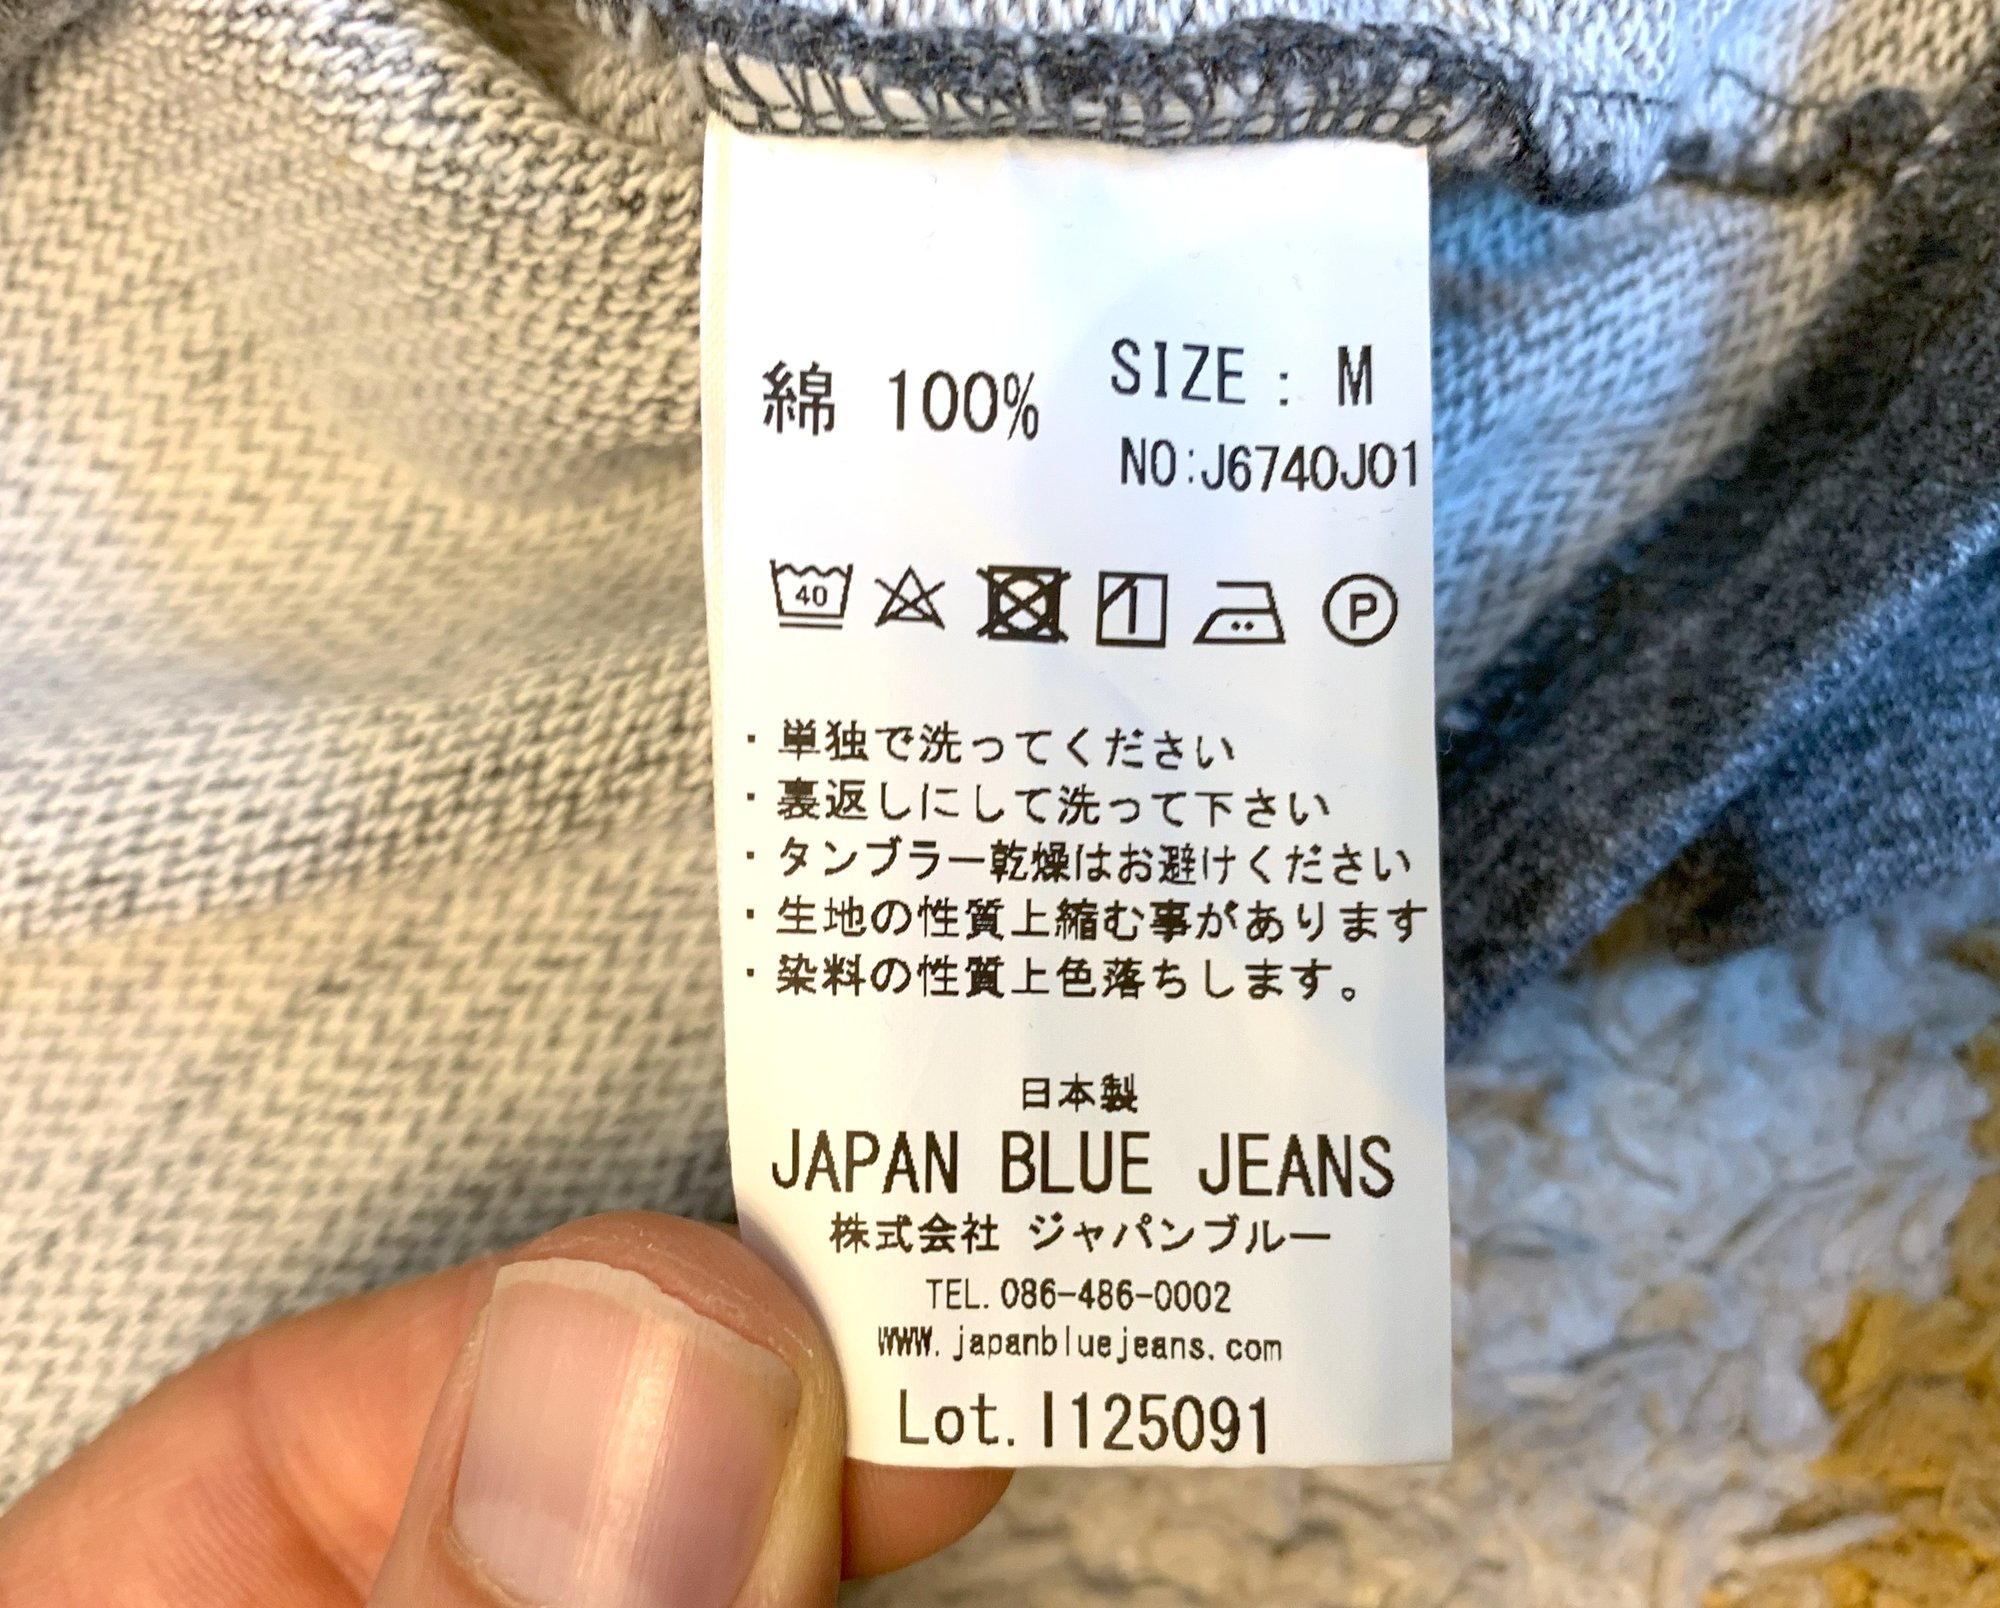 綿 100%
SIZE : M
NO:J6740J01
40
P
・単独で洗ってください
・裏返しにして洗って下さい
・タンブラー乾燥はお避けください
・生地の性質上縮む事があります
・染料の性質上色落ちします。
日本製
JAPAN BLUE JEANS
株式会社 ジャパンブルー
TEL. 086-486-0002
www.japanbluejeans.com
Lot. I125091